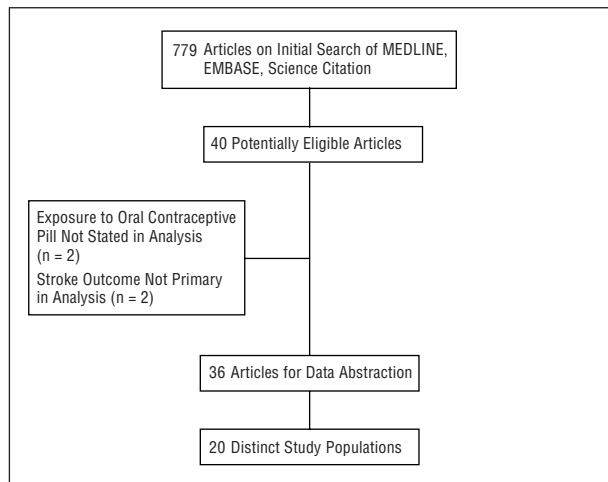 779 Articles on Initial Search of MEDLINE,
EMBASE, Science Citation
40 Potentially Eligible Articles
Exposure to Oral Contraceptive
Pill Not Stated in Analysis
(n = 2)
Stroke Outcome Not Primary
in Analysis (n = 2)
36 Articles for Data Abstraction
20 Distinct Study Populations